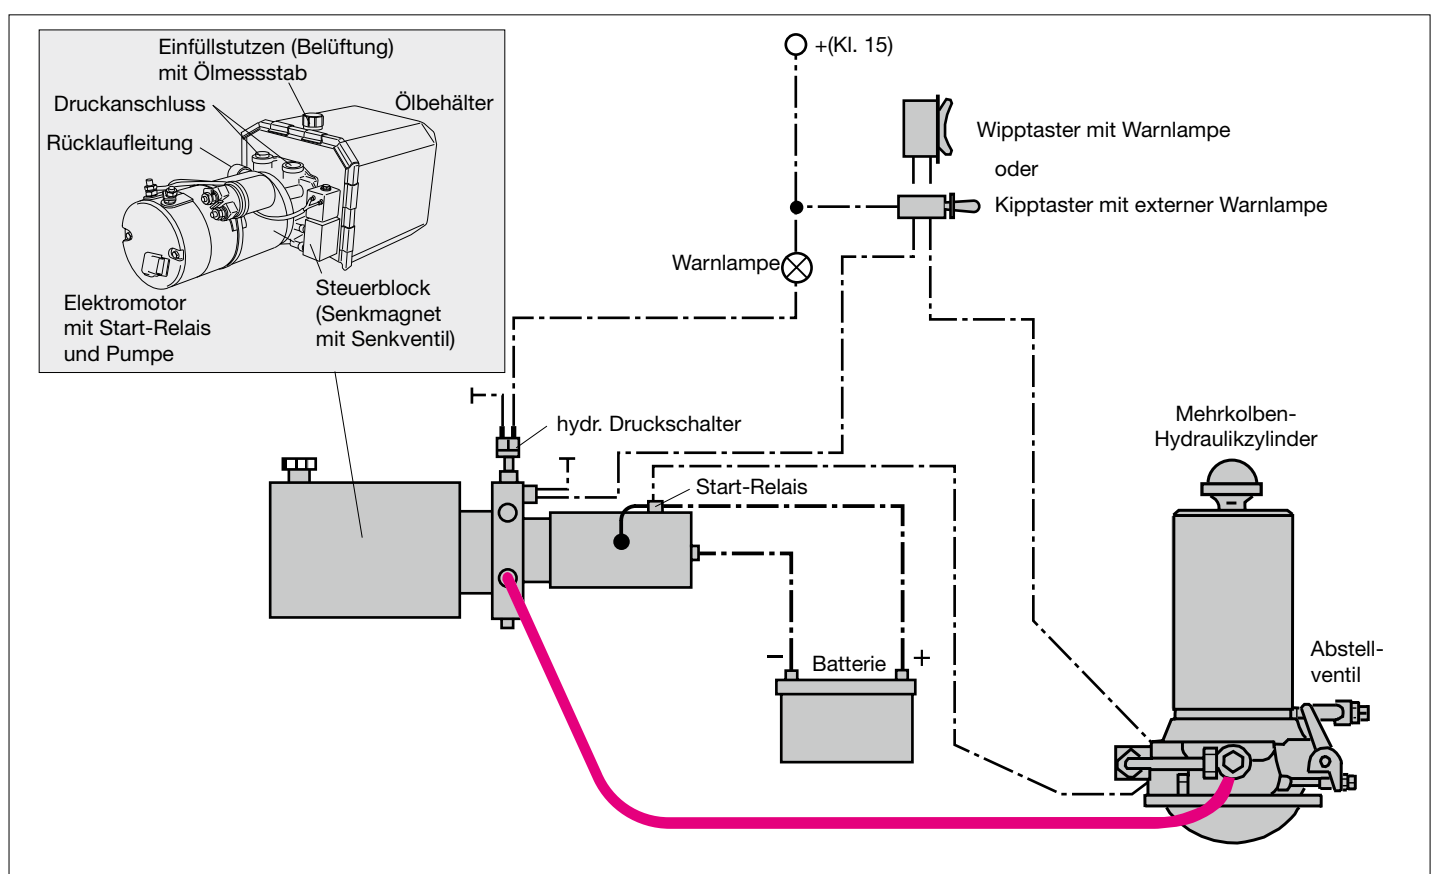 Einfüllstutzen (Belüftung)
mit Ölmessstab
Druckanschluss
Ölbehälter
Rücklaufleitung
Steuerblock
(Senkmagnet
mit Senkventil)
Elektromotor
mit Start-Relais
und Pumpe
+(Kl. 15)
Wipptaster mit Warnlampe
oder
Kipptaster mit externer Warnlampe
Warnlampe
hydr. Druckschalter
Start-Relais
Mehrkolben-
Hydraulikzylinder
Abstell-
ventil
– Batterie +